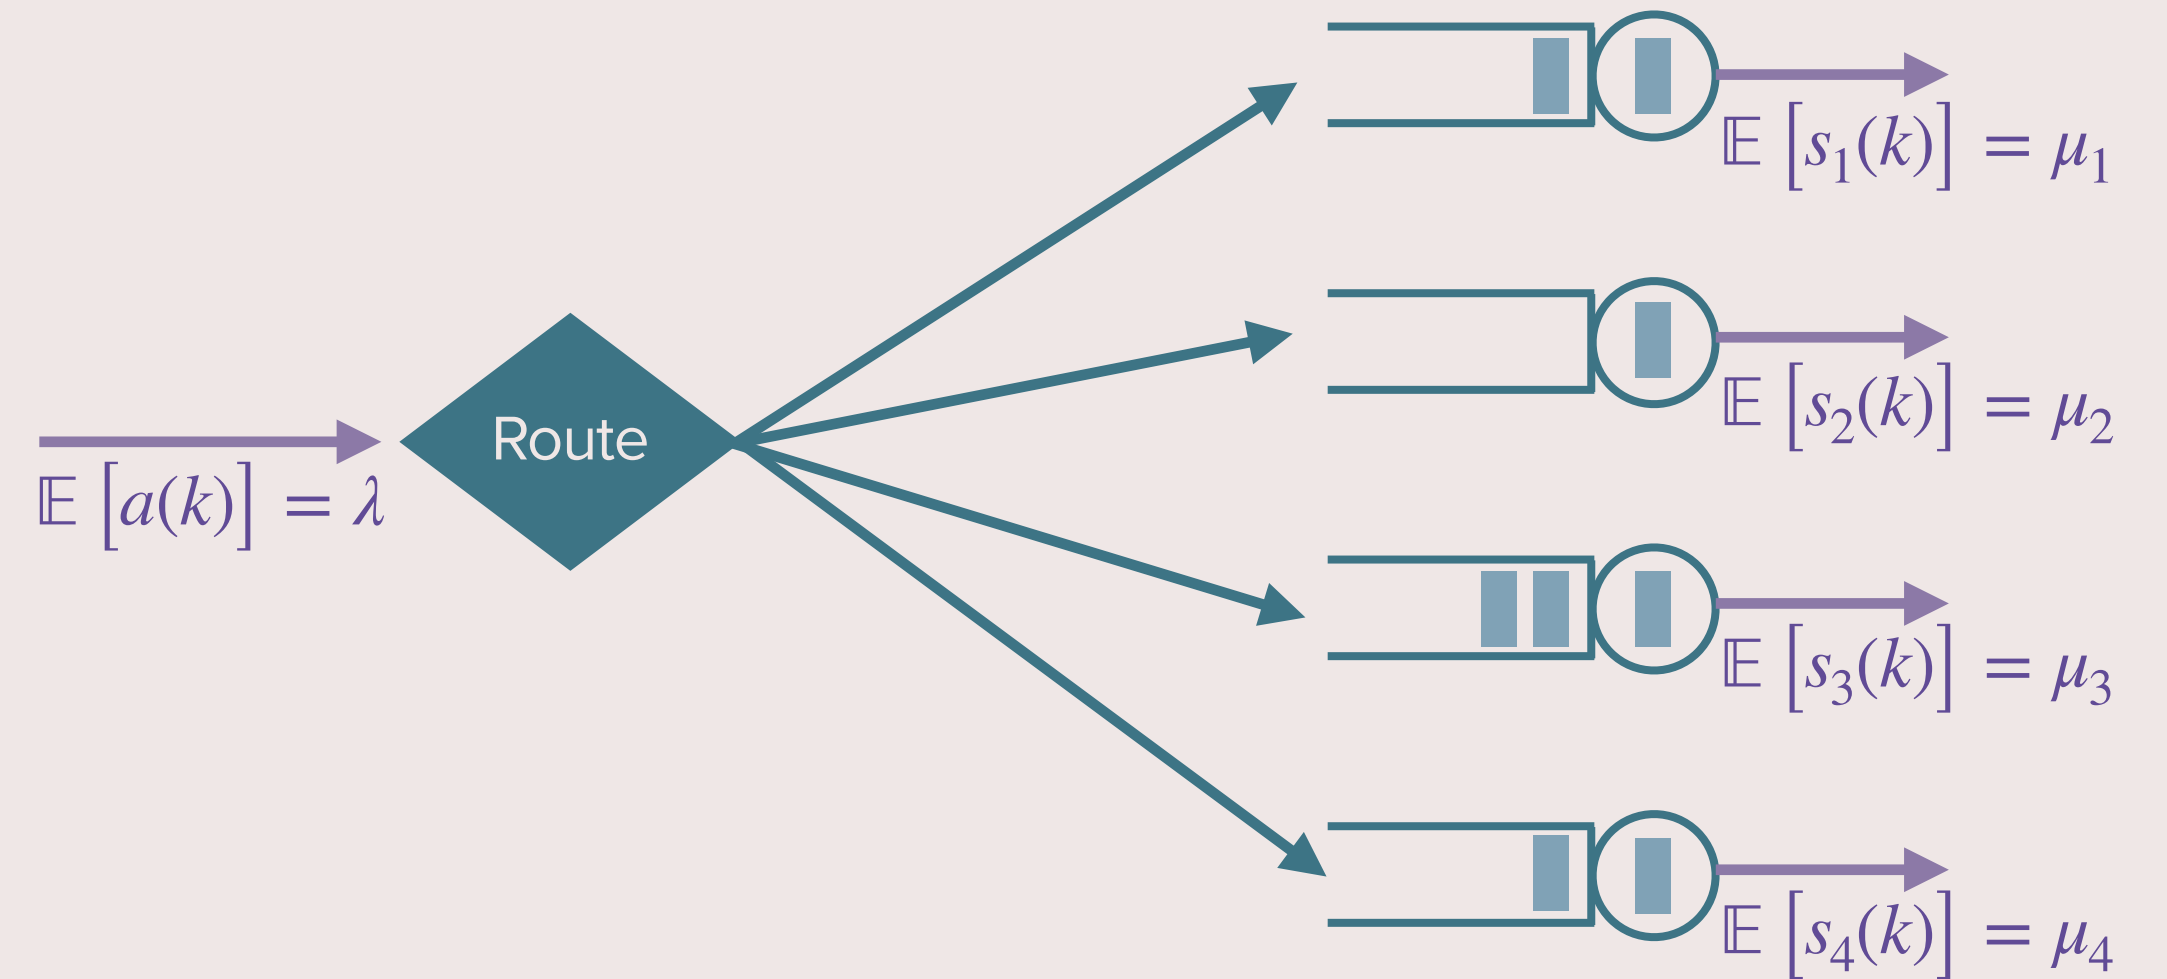 𝔼 [s₁(k)] = μ₁
𝔼 [s₂(k)] = μ₂
Route
𝔼 [a(k)] = λ
𝔼 [s₃(k)] = μ₃
𝔼 [s₄(k)] = μ₄